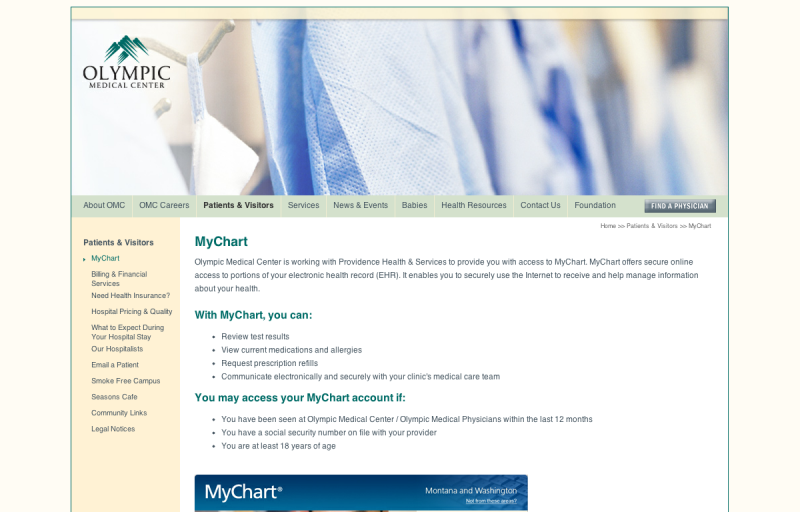 OLYMPIC
MEDICAL CENTER
About OMC
OMC Careers
Patients & Visitors
Services
News & Events
Babies
Health Resources
Contact Us
Foundation
FIND A PHYSICIAN
Home >> Patients & Visitors >> MyChart
Patients & Visitors
MyChart
Billing & Financial
Services
Need Health Insurance?
Hospital Pricing & Quality
What to Expect During
Your Hospital Stay
Our Hospitalists
Email a Patient
Smoke Free Campus
Seasons Cafe
Community Links
Legal Notices
MyChart
Olympic Medical Center is working with Providence Health & Services to provide you with access to MyChart. MyChart offers secure online
access to portions of your electronic health record (EHR). It enables you to securely use the Internet to receive and help manage information
about your health.
With MyChart, you can:
• Review test results
• View current medications and allergies
• Request prescription refills
• Communicate electronically and securely with your clinic's medical care team
You may access your MyChart account if:
• You have been seen at Olympic Medical Center / Olympic Medical Physicians within the last 12 months
• You have a social security number on file with your provider
• You are at least 18 years of age
MyChart®
Montana and Washington
Not from these areas?